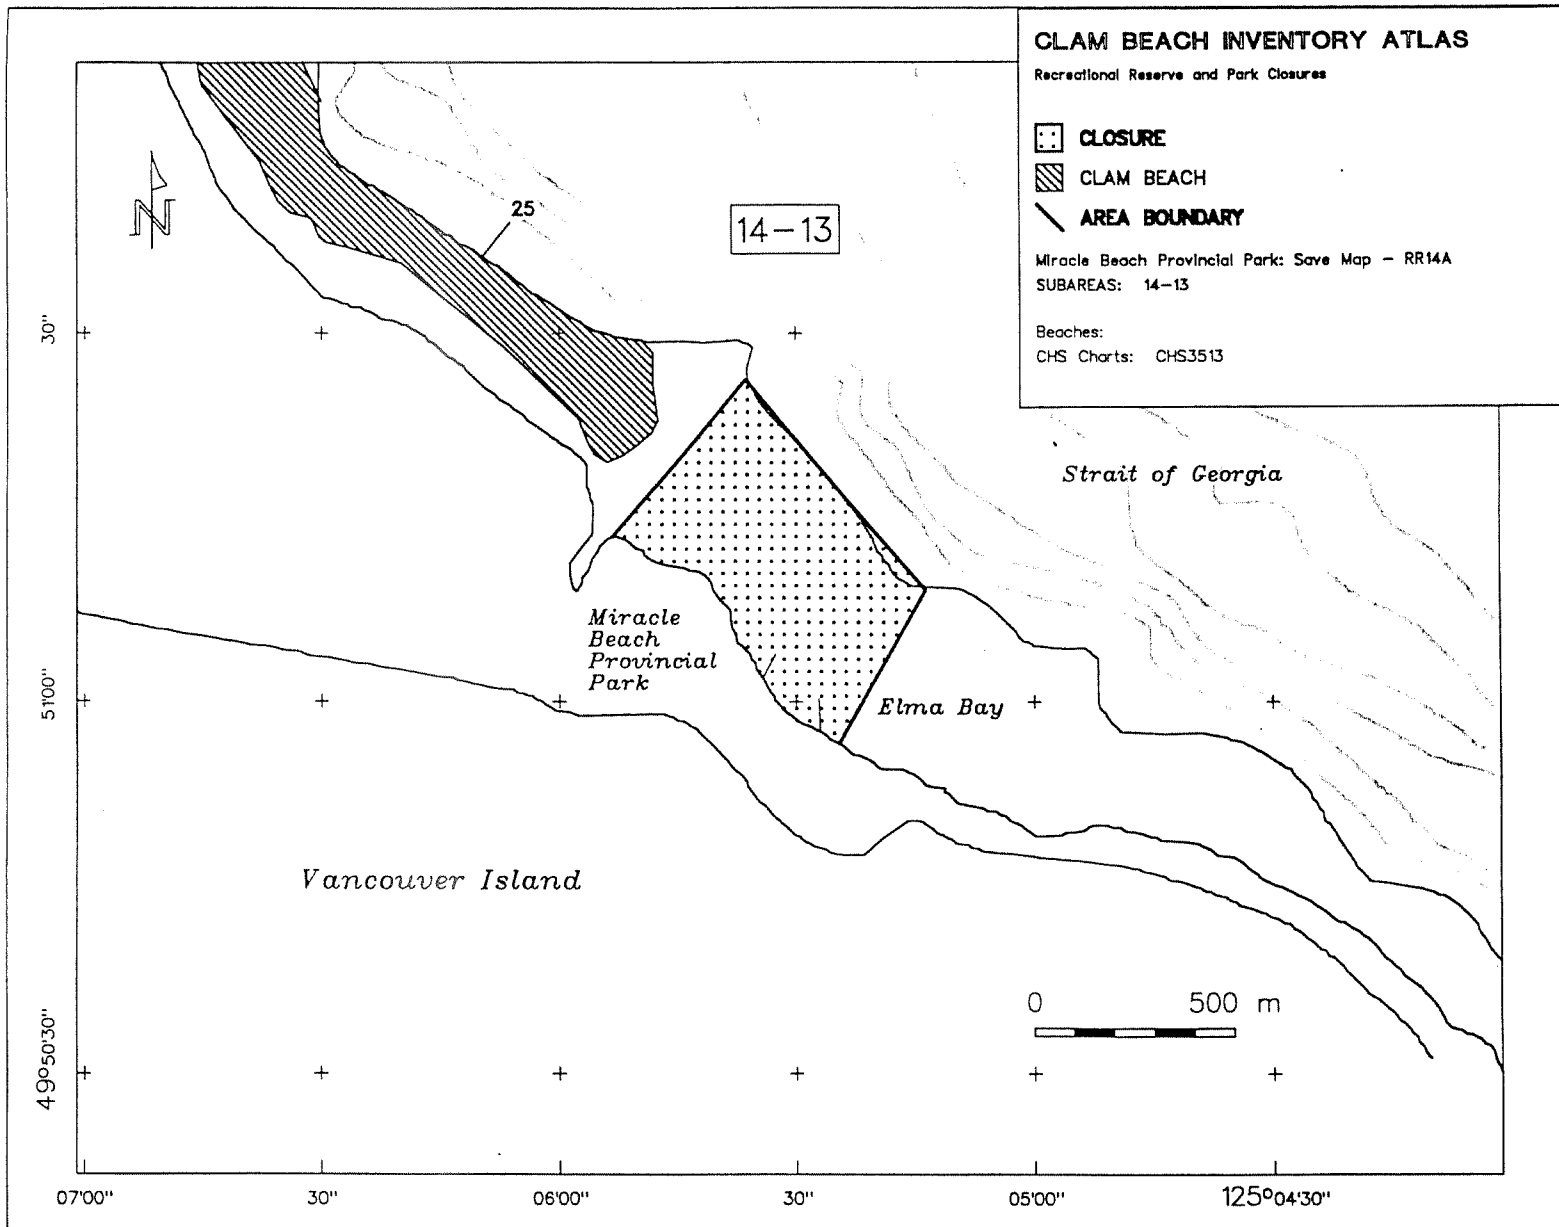 CLAM BEACH INVENTORY ATLAS
Recreational Reserve and Park Closures
CLOSURE
CLAM BEACH
AREA BOUNDARY
Miracle Beach Provincial Park: Save Map - RR14A
SUBAREAS: 14-13
Beaches:
CHS Charts: CHS3513
N
25
14-13
30"
Strait of Georgia
Miracle
Beach
Provincial
Park
51'00"
Elma Bay
Vancouver Island
0 500 m
49°50'30"
07'00" 30" 06'00" 30" 05'00" 125°04'30"